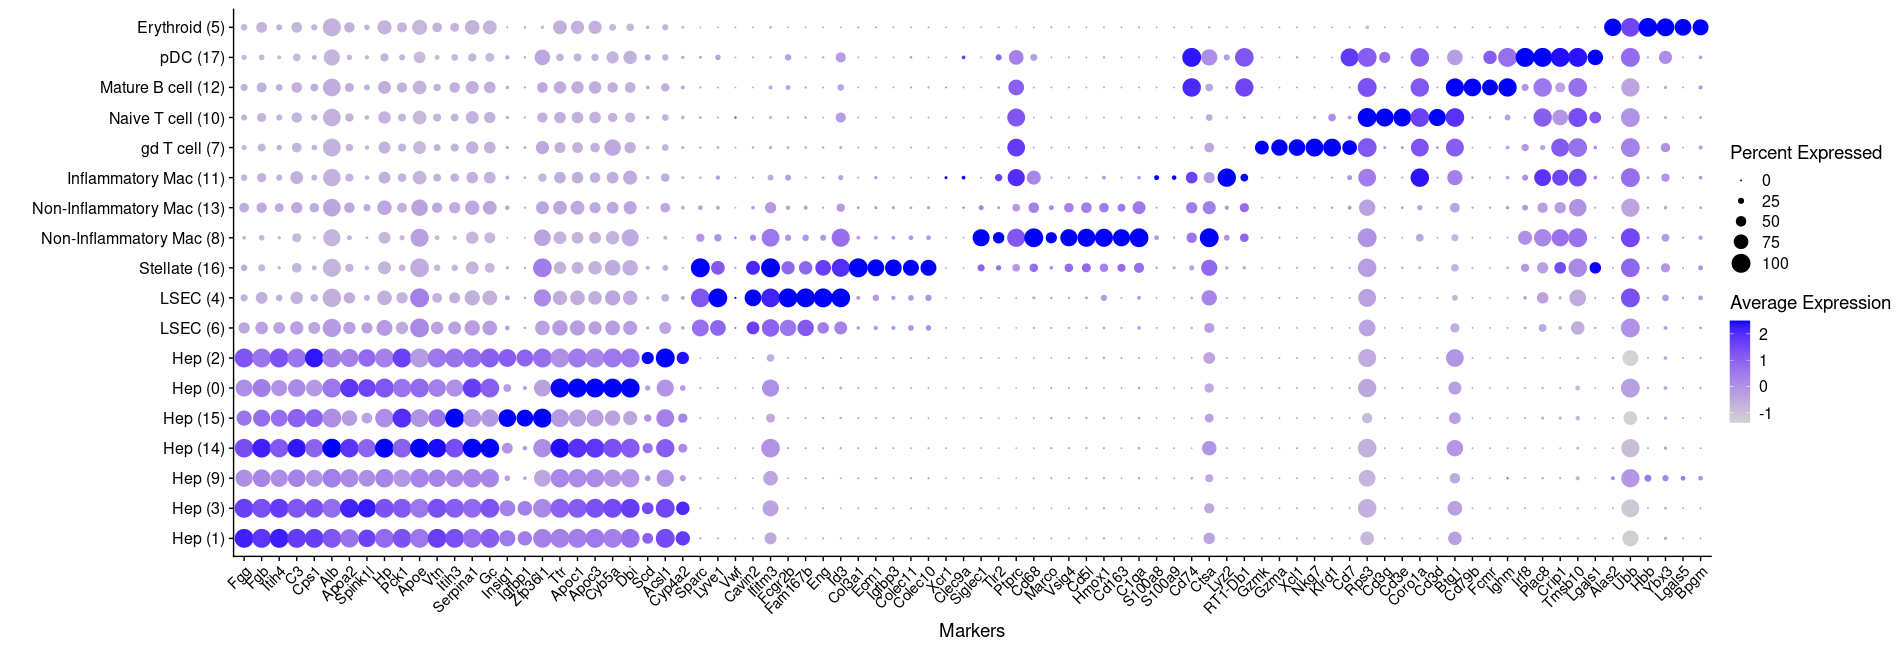 Erythroid (5)
pDC (17)
Mature B cell (12)
Naive T cell (10)
gd T cell (7)
Inflammatory Mac (11)
Non-Inflammatory Mac (13)
Non-Inflammatory Mac (8)
Stellate (16)
LSEC (4)
LSEC (6)
Hep (2)
Hep (0)
Hep (15)
Hep (14)
Hep (9)
Hep (3)
Hep (1)
Fgg
Fgb
Itih4
C3
Cps1
Alb
Apoa2
Spink1l
Hp
Pck1
Apoe
Vtn
Itih3
Serpina1
Gc
Insig1
Igfbp1
Zfp36l1
Ttr
Apoc1
Apoc3
Cyb5a
Dbi
Scd
Acsl1
Cyp4a2
Sparc
Lyve1
Vwf
Cavin2
Ifitm3
Fcgr2b
Fam167b
Eng
Id3
Col3a1
Ecm1
Igfbp3
Colec11
Colec10
Xcr1
Clec9a
Siglec1
Tlr2
Ptprc
Cd68
Marco
Vsig4
Cd5l
Hmox1
Cd163
C1qa
S100a8
S100a9
Cd74
Ctsa
Lyz2
RT1-Db1
Gzmk
Gzma
Xcl1
Nkg7
Klrd1
Cd7
Rps3
Cd3g
Cd3e
Coro1a
Cd3d
Btg1
Cd79b
Fcmr
Ighm
Irf8
Plac8
Crip1
Tmsb10
Lgals1
Alas2
Ubb
Hbb
Ybx3
Lgals5
Bpgm
Markers
Percent Expressed
0
25
50
75
100
Average Expression
2
1
0
-1